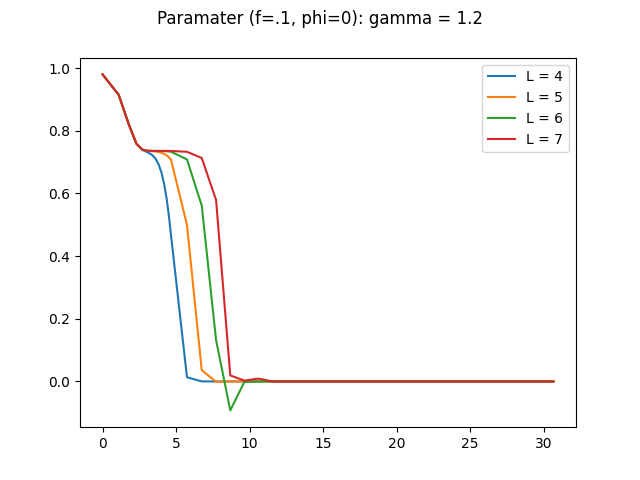 Paramater (f=.1, phi=0): gamma = 1.2
1.0
0.8
0.6
0.4
0.2
0.0
L = 4
L = 5
L = 6
L = 7
0 5 10 15 20 25 30